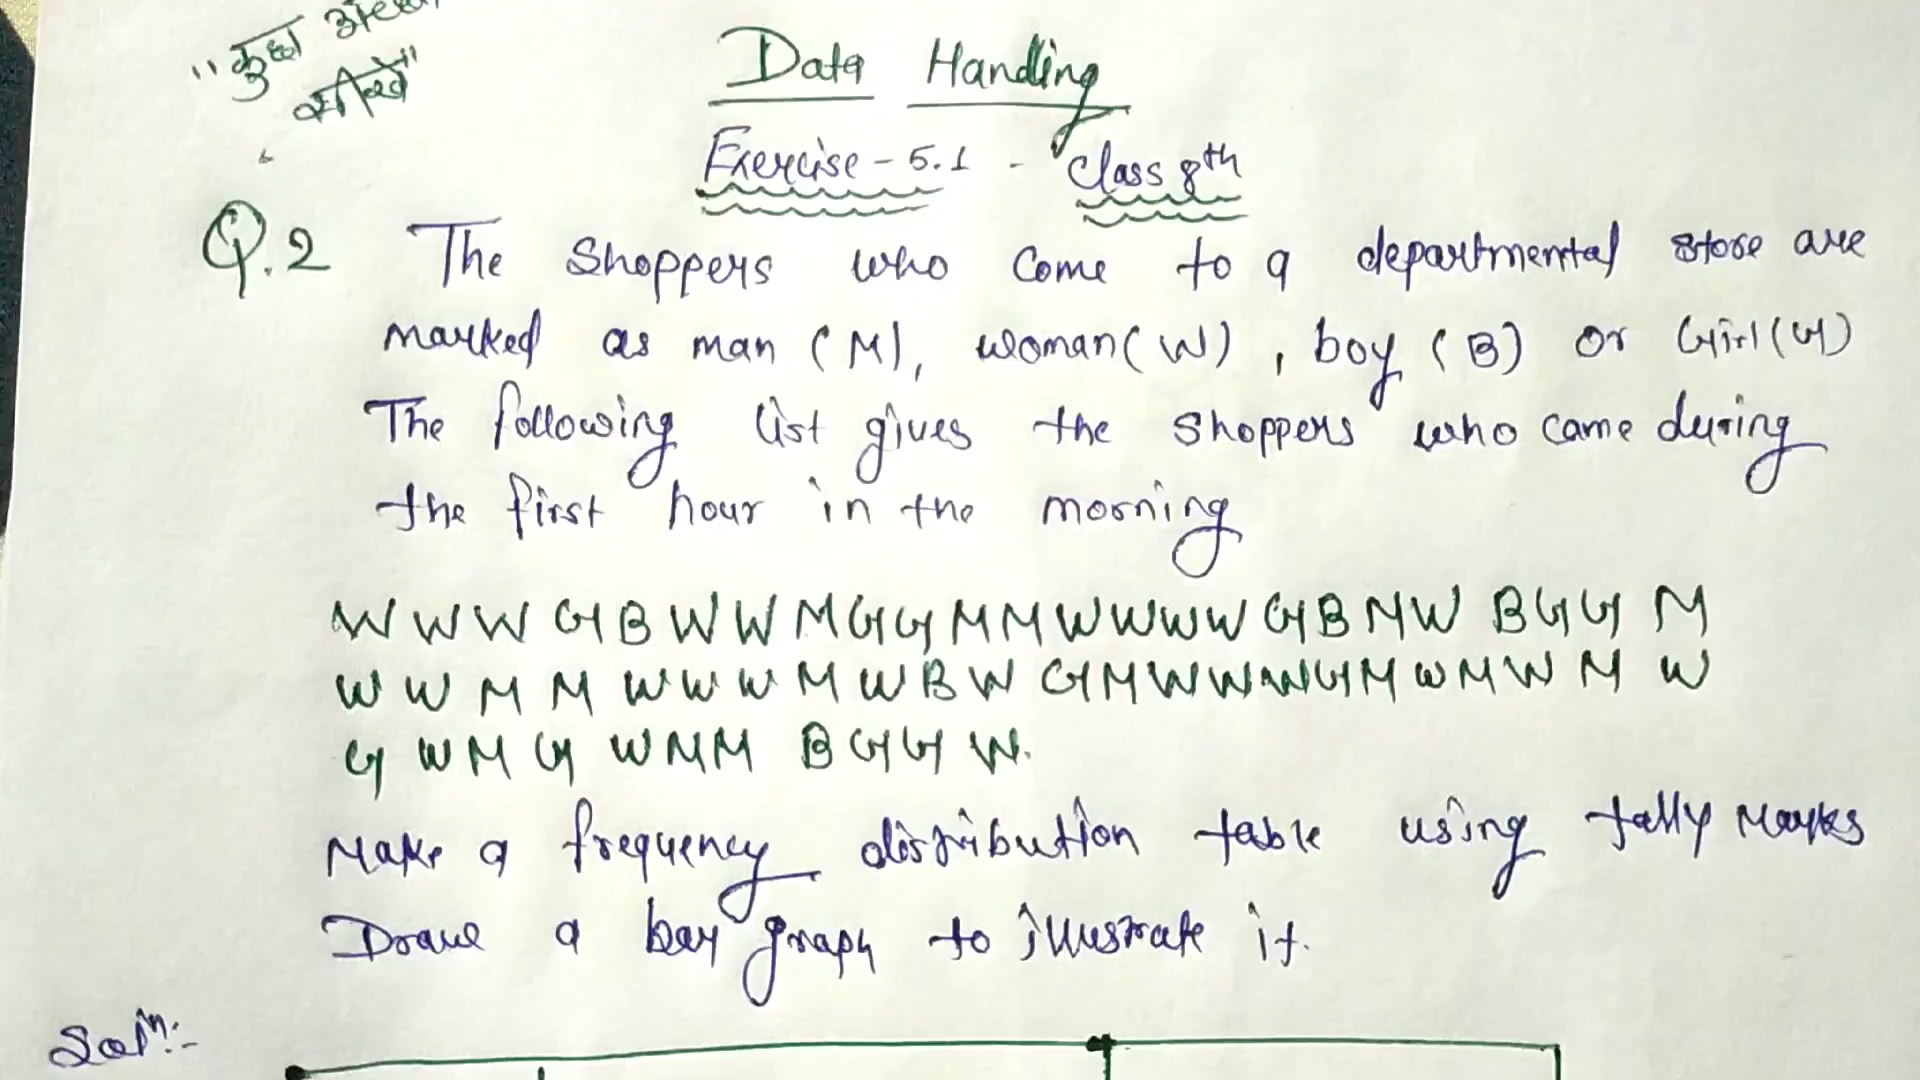 "कुछ
सीखें"
Data Handling
Exercise - 5.1 - Class 8th
Q.2 The Shoppers who Come to a departmental store are
marked as man (M), woman (W), boy (B) or Girl (G)
The following list gives the Shoppers who came during
the first hour in the morning
W W W G B W W M G G M M W W W W G B M W B G G M
W W M M W W W M W B W G M W W W W G M W M W M W
G W M G W M M B G G W.
Make a frequency distribution table using tally Marks
Draw a bar graph to illustrate it.
Solⁿ:-